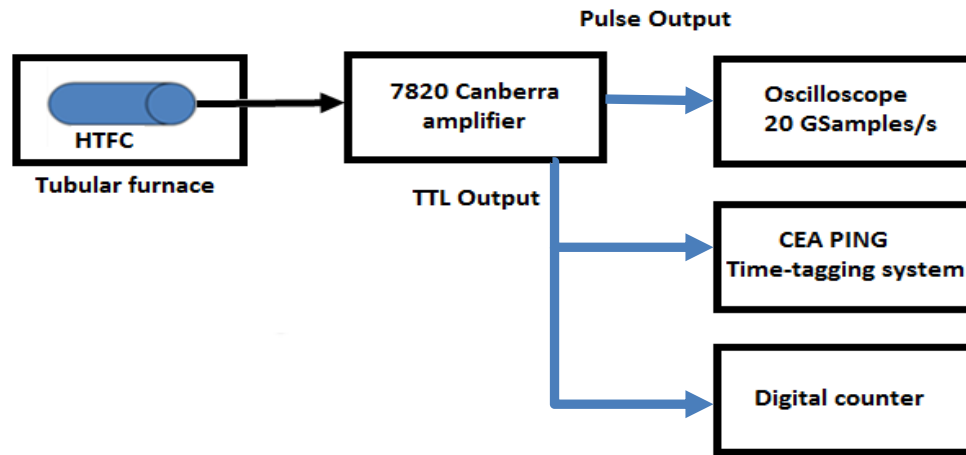 Pulse Output
HTFC
Tubular furnace
7820 Canberra
amplifier
Oscilloscope
20 GSamples/s
TTL Output
CEA PING
Time-tagging system
Digital counter